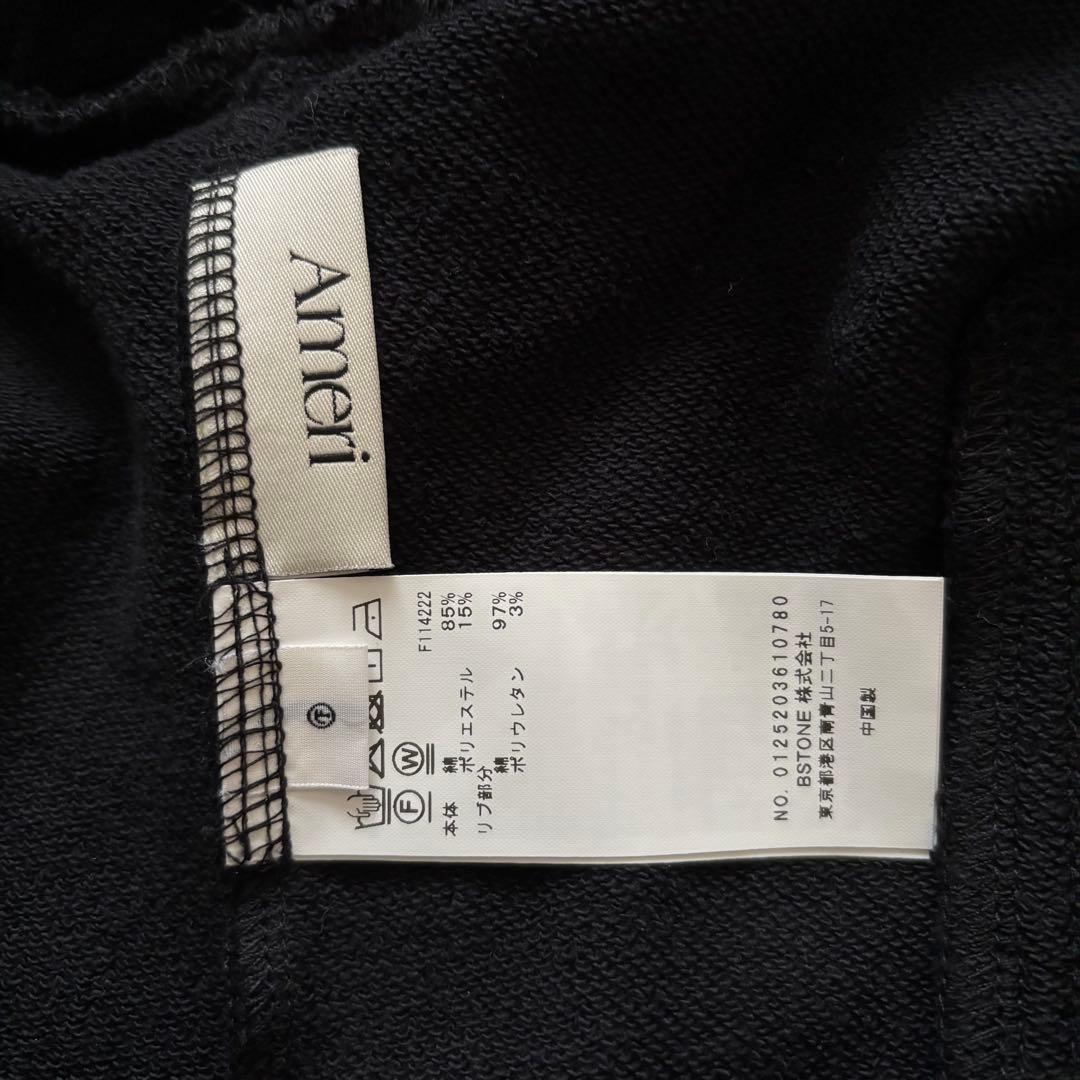 Ameri
F
F
W
F114222
本体 綿 85%
ポリエステル 15%
リブ部分
綿 97%
ポリウレタン 3%
NO. 0125203610780
BSTONE 株式会社
東京都港区南青山二丁目5-17
中国製